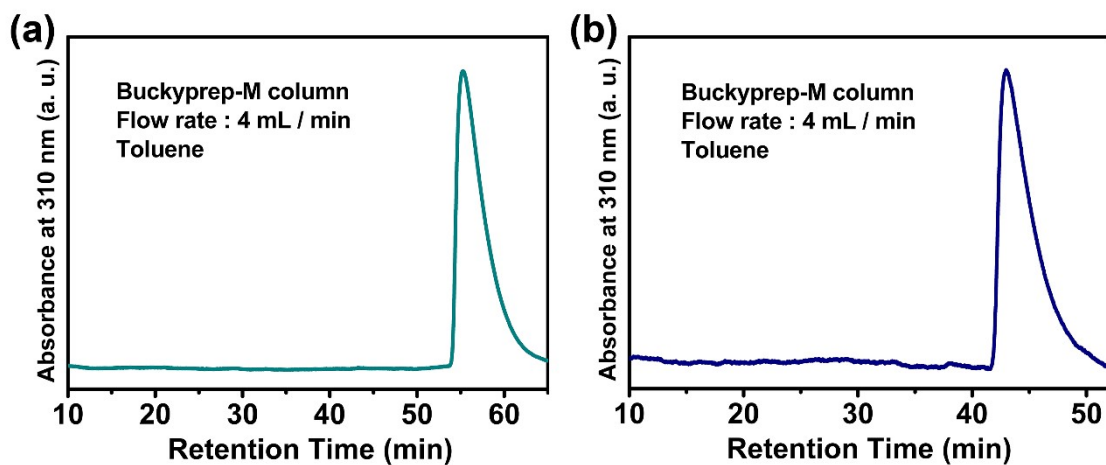 (a)
Absorbance at 310 nm (a. u.)
Buckyprep-M column
Flow rate : 4 mL / min
Toluene
10 20 30 40 50 60
Retention Time (min)
(b)
Absorbance at 310 nm (a. u.)
Buckyprep-M column
Flow rate : 4 mL / min
Toluene
10 20 30 40 50
Retention Time (min)